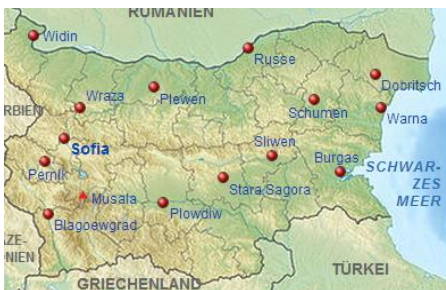 RUMÄNIEN
Widin
Russe
Dobritsch
Wraza
Plewen
Schumen
Warna
RBIEN
Sofia
Sliwen
Burgas
SCHWAR-
ZES
MEER
Pernik
Stara Sagora
Musala
Plowdiw
Blagoewgrad
ZE-
ONIEN
GRIECHENLAND
TÜRKEI